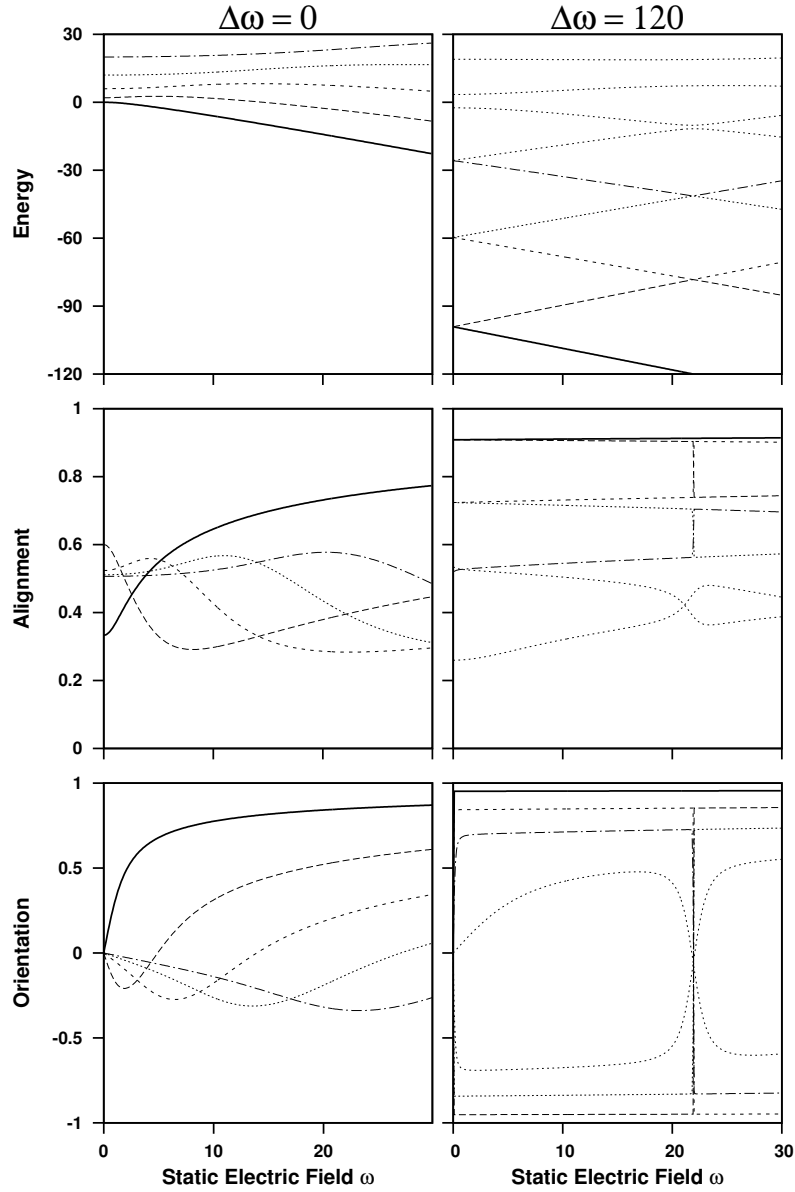 Δω = 0
Δω = 120
Energy
30
0
-30
-60
-90
-120
Alignment
1
0.8
0.6
0.4
0.2
0
Orientation
1
0.5
0
-0.5
-1
0 10 20
0 10 20 30
Static Electric Field ω
Static Electric Field ω